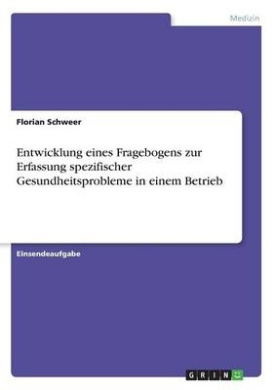 Medizin
Florian Schweer
Entwicklung eines Fragebogens zur
Erfassung spezifischer
Gesundheitsprobleme in einem Betrieb
Einsendeaufgabe
GRIN